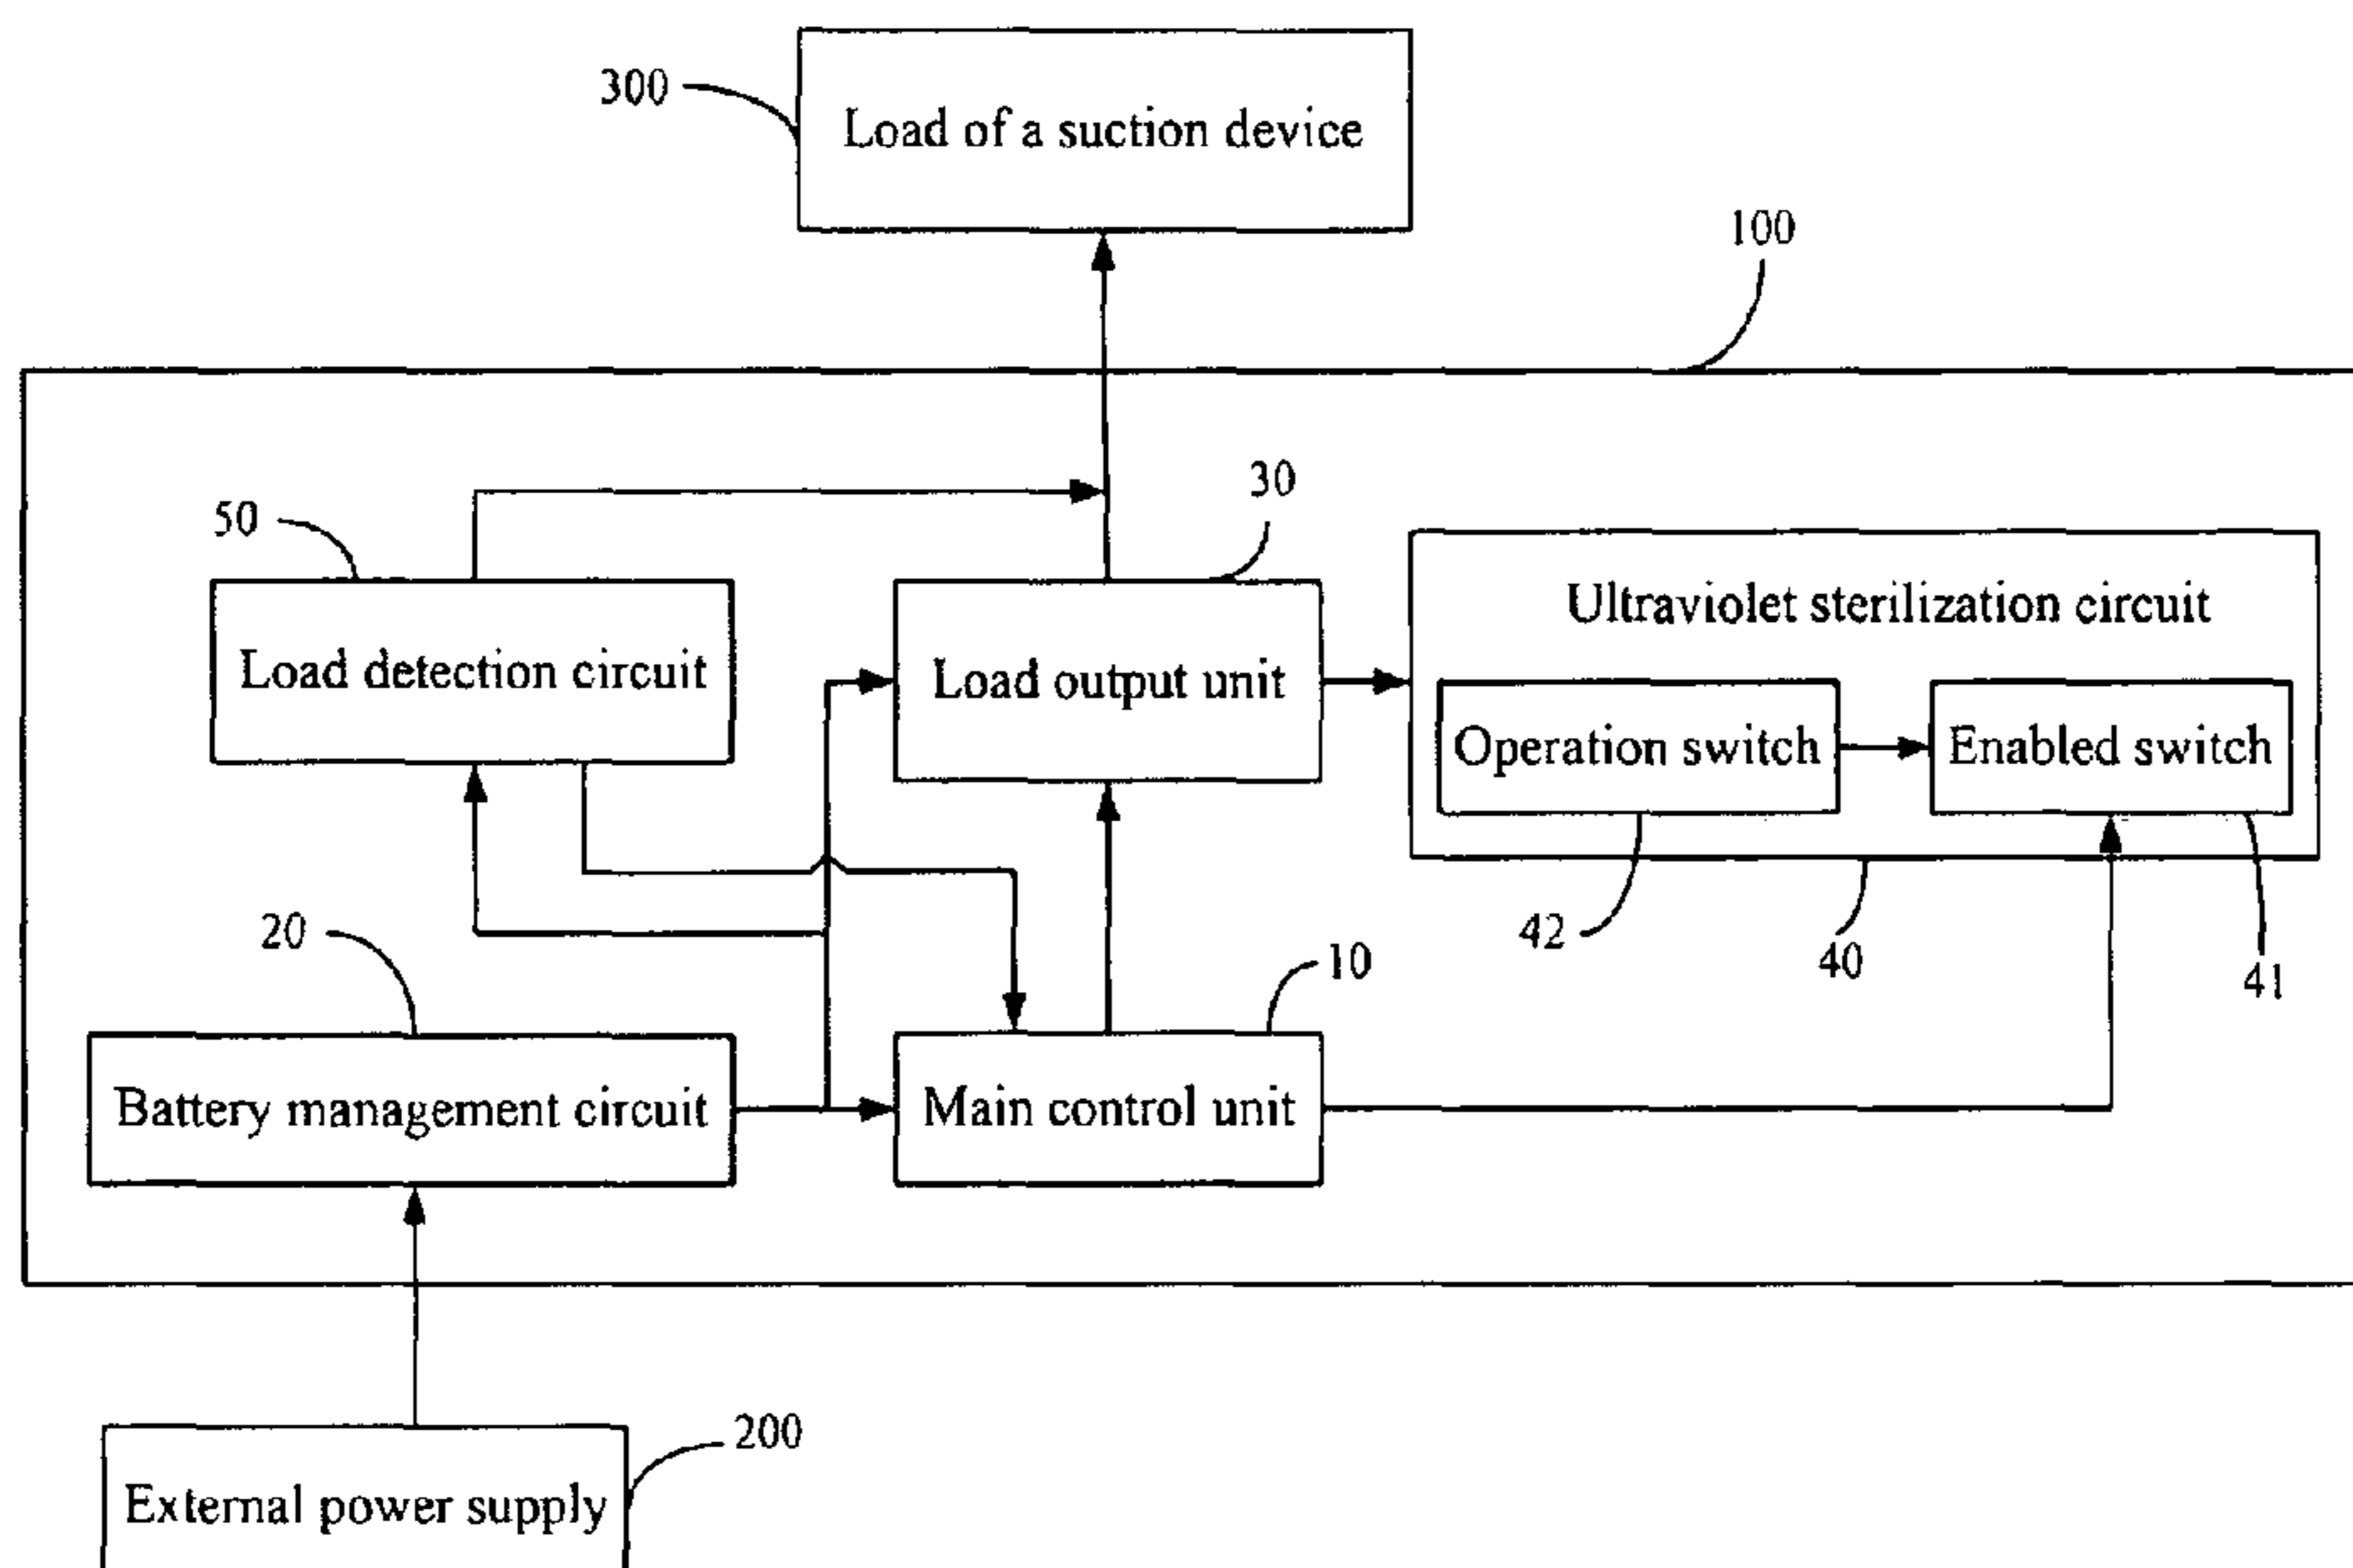 300
Load of a suction device
100
50
30
Load detection circuit
Load output unit
Ultraviolet sterilization circuit
Operation switch
Enabled switch
20
42
40
41
10
Battery management circuit
Main control unit
200
External power supply